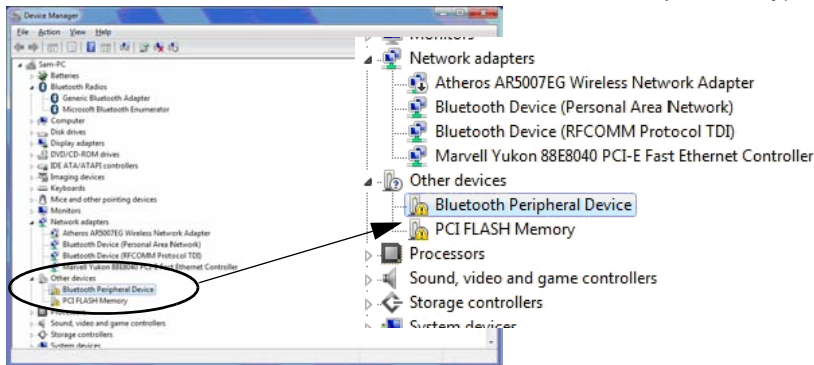 Device Manager
File Action View Help
Sam-PC
Batteries
Bluetooth Radios
Generic Bluetooth Adapter
Microsoft Bluetooth Enumerator
Computer
Disk drives
Display adapters
DVD/CD-ROM drives
IDE ATA/ATAPI controllers
Imaging devices
Keyboards
Mice and other pointing devices
Monitors
Network adapters
Atheros AR5007EG Wireless Network Adapter
Bluetooth Device (Personal Area Network)
Bluetooth Device (RFCOMM Protocol TDI)
Marvell Yukon 88E8040 PCI-E Fast Ethernet Controller
Other devices
Bluetooth Peripheral Device
PCI FLASH Memory
Processors
Sound, video and game controllers
Storage controllers
System devices
Monitors
Network adapters
Atheros AR5007EG Wireless Network Adapter
Bluetooth Device (Personal Area Network)
Bluetooth Device (RFCOMM Protocol TDI)
Marvell Yukon 88E8040 PCI-E Fast Ethernet Controller
Other devices
Bluetooth Peripheral Device
PCI FLASH Memory
Processors
Sound, video and game controllers
Storage controllers
System devices